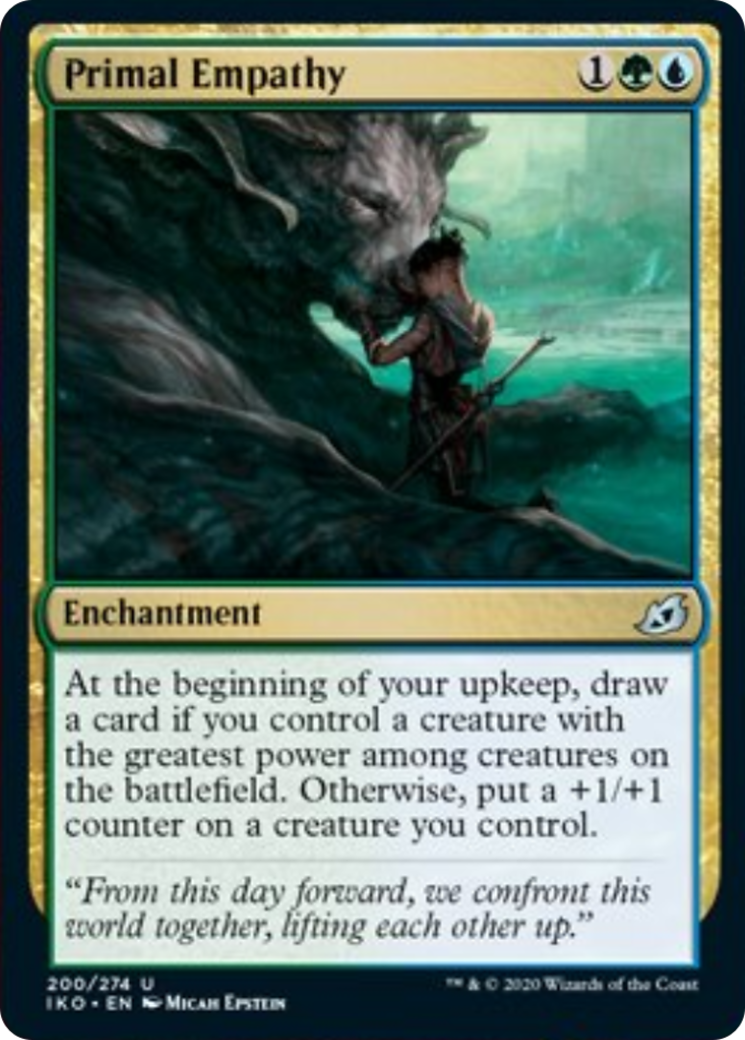 Primal Empathy 1
Enchantment
At the beginning of your upkeep, draw
a card if you control a creature with
the greatest power among creatures on
the battlefield. Otherwise, put a +1/+1
counter on a creature you control.
“From this day forward, we confront this
world together, lifting each other up.”
200/274 U
™ & © 2020 Wizards of the Coast
IKO • EN Micah Epstein